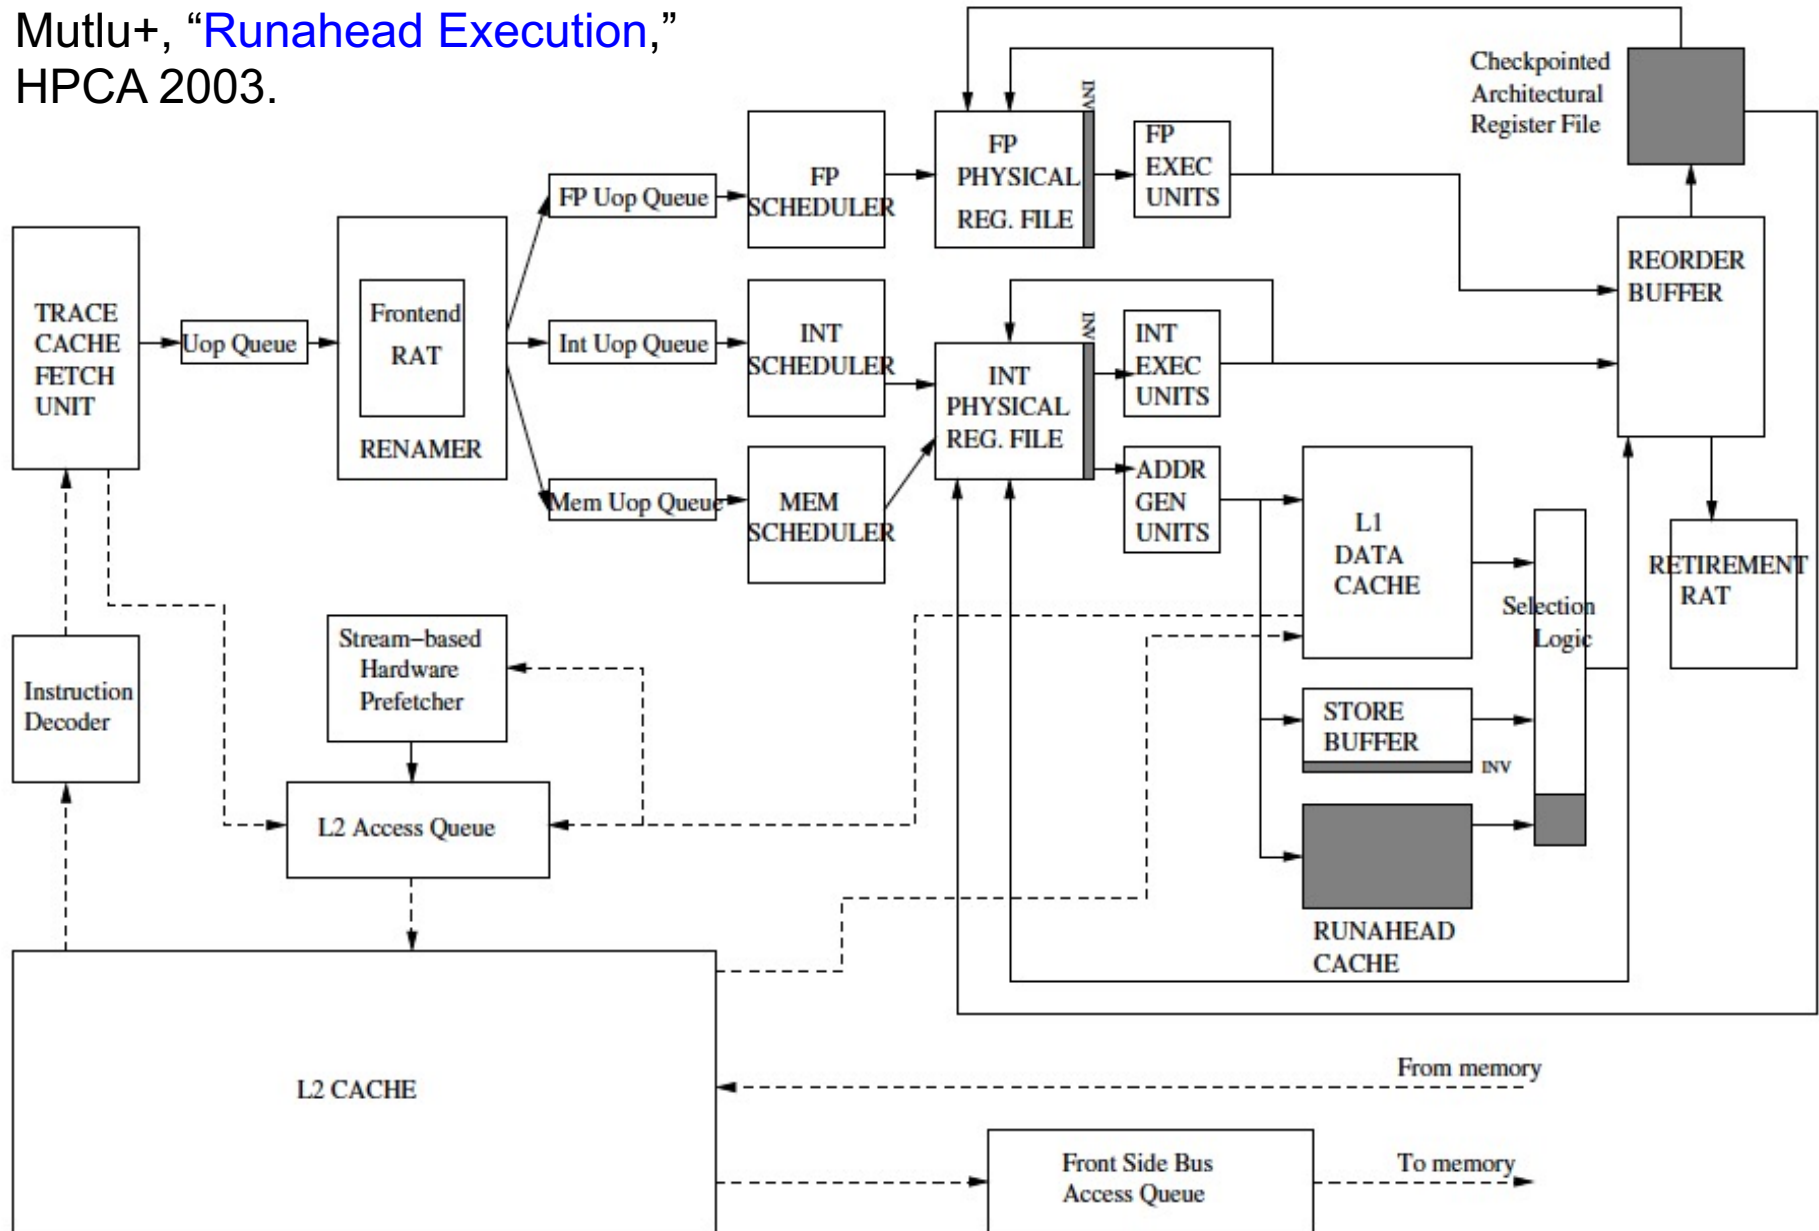 Mutlu+, “Runahead Execution,”
HPCA 2003.
Checkpointed
Architectural
Register File
INV
FP
PHYSICAL
REG. FILE
FP
EXEC
UNITS
FP Uop Queue
FP
SCHEDULER
REORDER
BUFFER
TRACE
CACHE
FETCH
UNIT
Uop Queue
Frontend
RAT
RENAMER
Int Uop Queue
INT
SCHEDULER
INV
INT
PHYSICAL
REG. FILE
INT
EXEC
UNITS
Mem Uop Queue
MEM
SCHEDULER
ADDR
GEN
UNITS
L1
DATA
CACHE
RETIREMENT
RAT
Selection
Logic
Stream−based
Hardware
Prefetcher
Instruction
Decoder
STORE
BUFFER
INV
L2 Access Queue
RUNAHEAD
CACHE
L2 CACHE
From memory
Front Side Bus
Access Queue
To memory